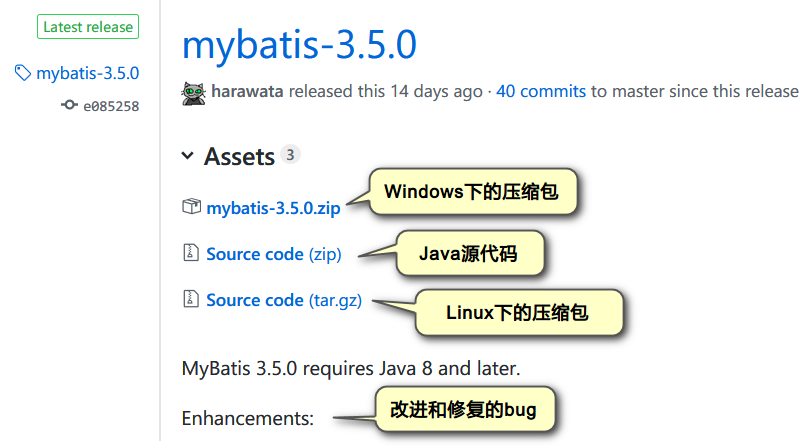 Latest release
mybatis-3.5.0
e085258
mybatis-3.5.0
harawata released this 14 days ago · 40 commits to master since this release
Assets 3
mybatis-3.5.0.zip
Windows下的压缩包
Source code (zip)
Java源代码
Source code (tar.gz)
Linux下的压缩包
MyBatis 3.5.0 requires Java 8 and later.
Enhancements:
改进和修复的bug